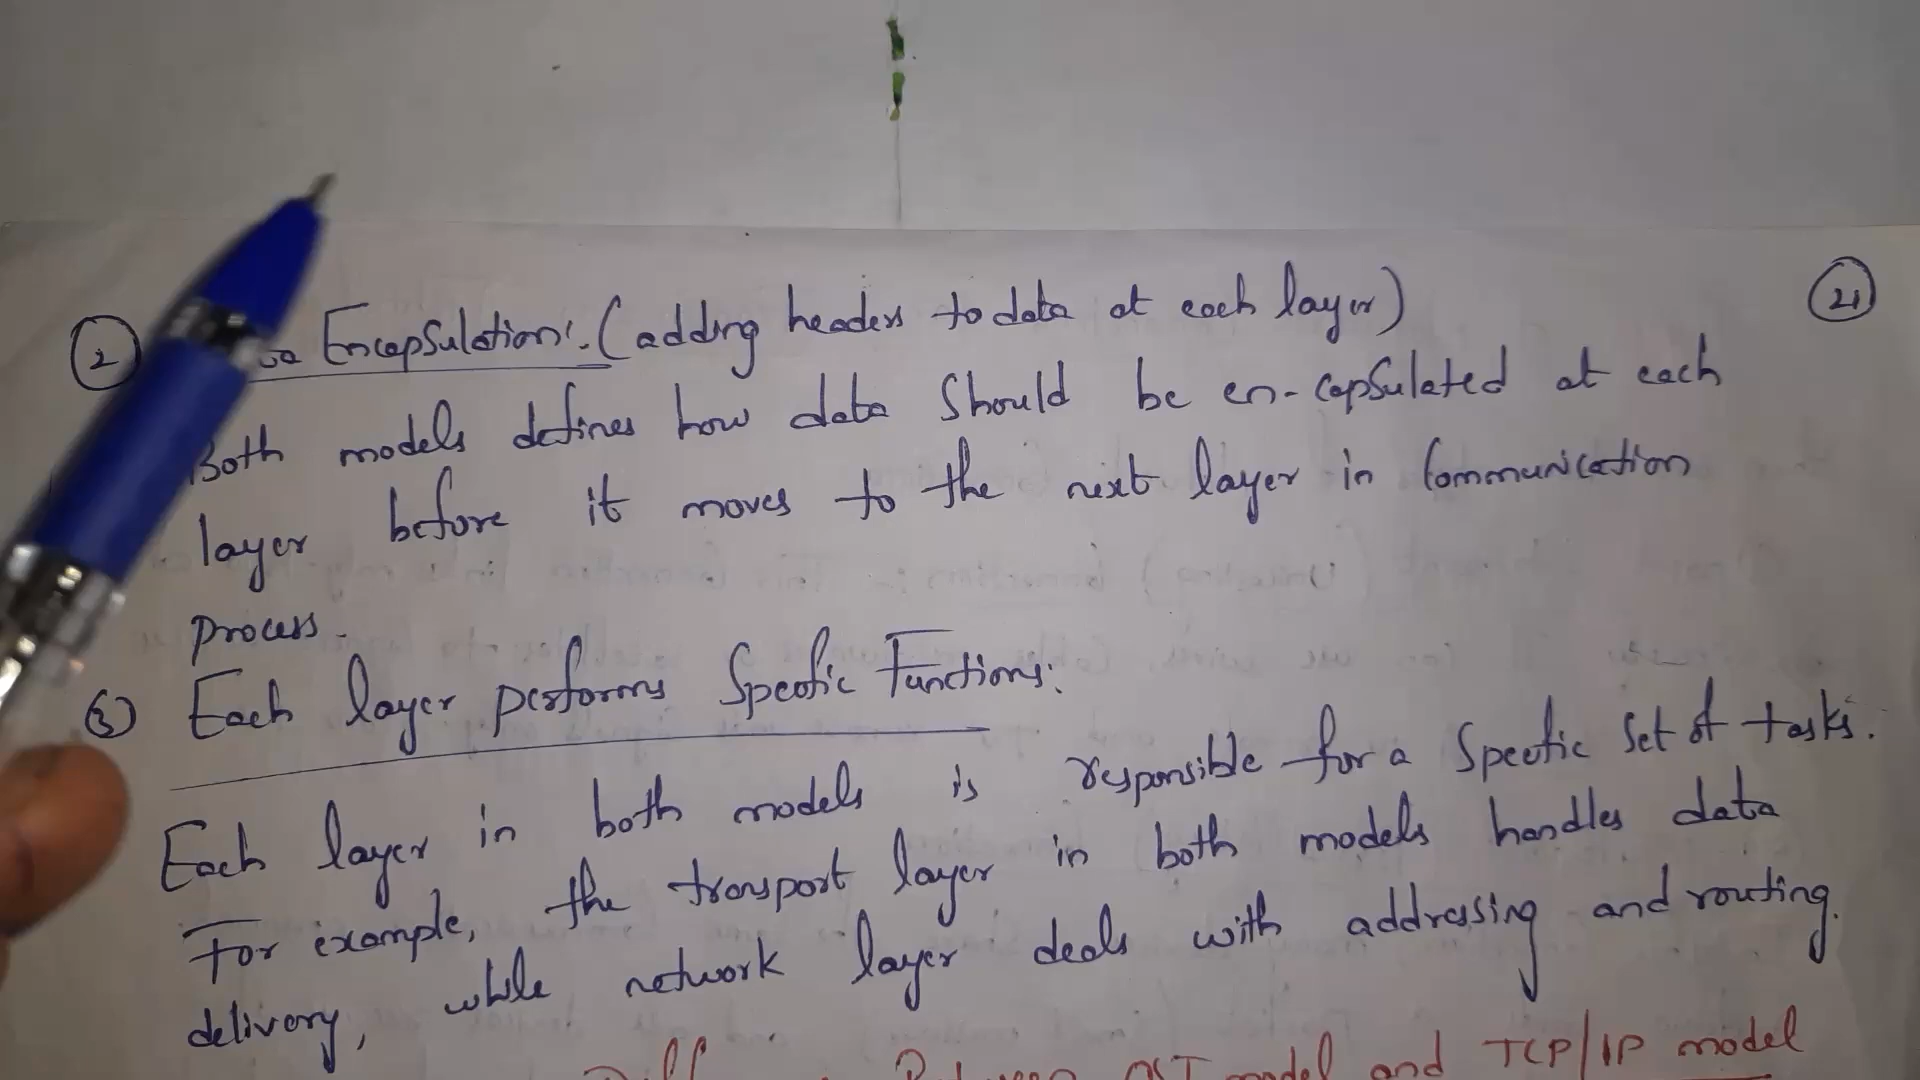 21
2 Encapsulation:- (adding headers to data at each layer)
Both models defines how data should be en-capsulated at each
layer before it moves to the next layer in Communication
process.
3 Each layer performs Specific Functions:
Each layer in both models is responsible for a Specific Set of tasks.
For example, the transport layer in both models handles data
delivery, while network layer deals with addressing and routing.
Between OSI model and TCP/IP model